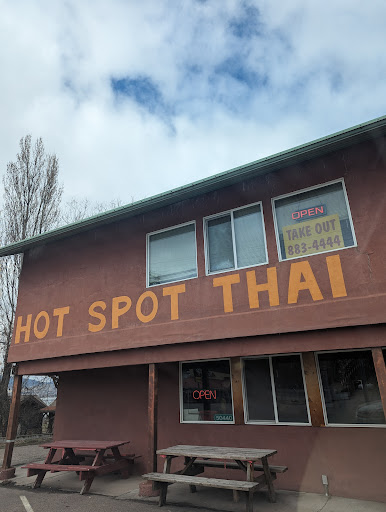 OPEN
TAKE OUT
883-4444
HOT SPOT THAI
OPEN
50440